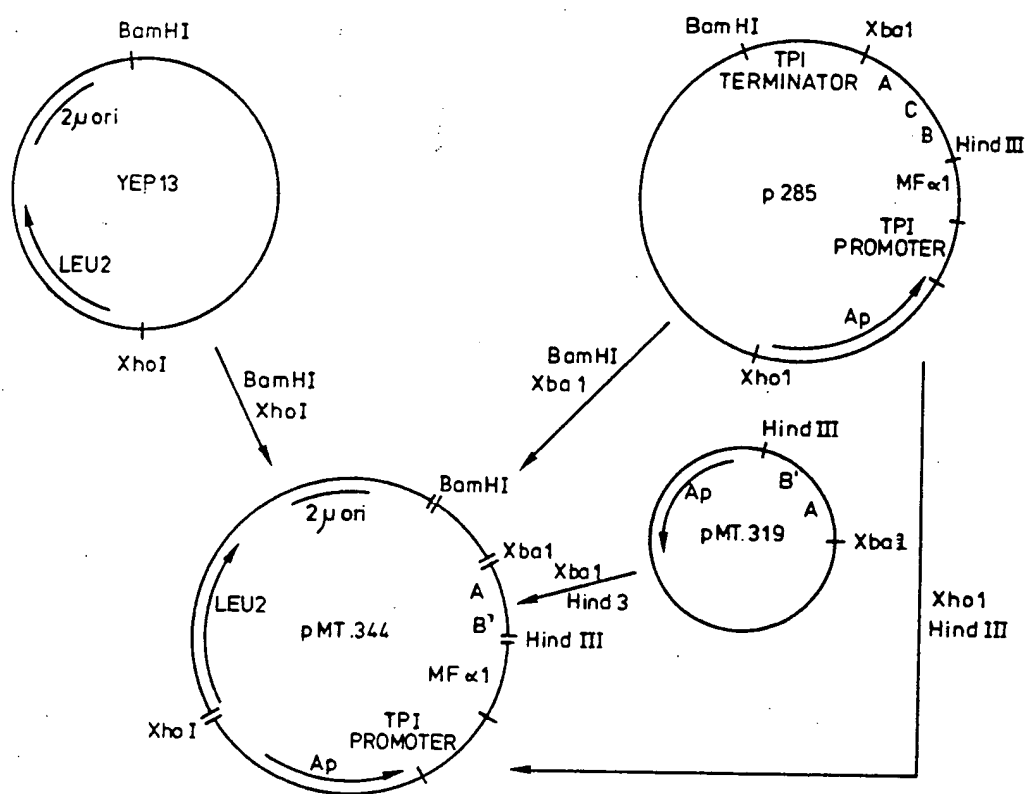 BamHI
2μ ori
YEP13
LEU2
XhoI
BamHI
XhoI
BamHI
Xba1
TPI
TERMINATOR
A
C
B
Hind III
MFα1
p285
TPI
PROMOTER
Ap
Xho1
BamHI
Xba 1
Hind III
B'
A
Ap
pMT.319
Xba1
Xba1
Hind 3
Xho1
Hind III
BamHI
2μ ori
Xba1
A
B'
Hind III
LEU2
pMT.344
MFα1
XhoI
TPI
PROMOTER
Ap